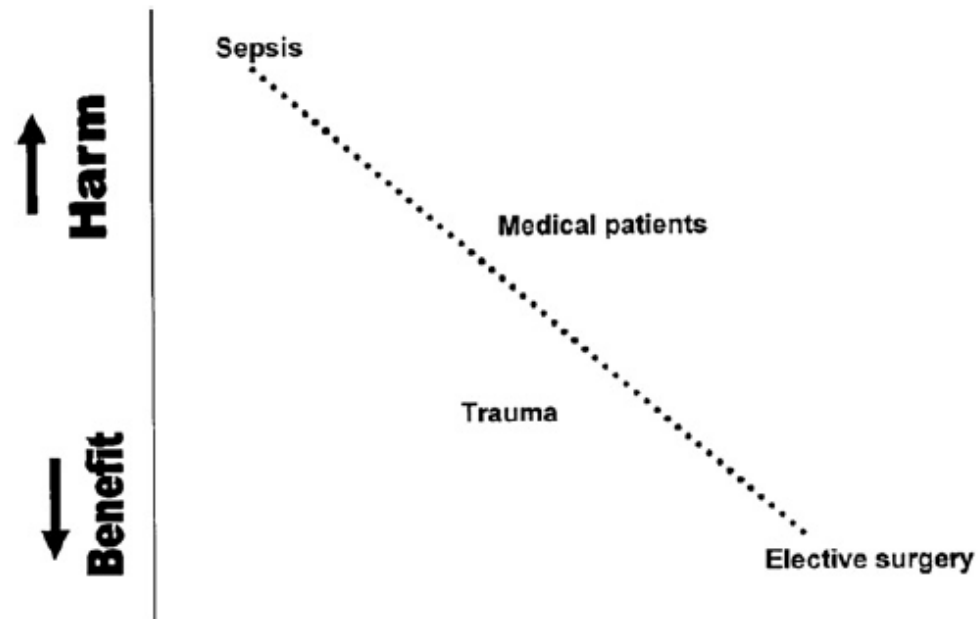 Sepsis
Harm
Medical patients
Trauma
Benefit
Elective surgery